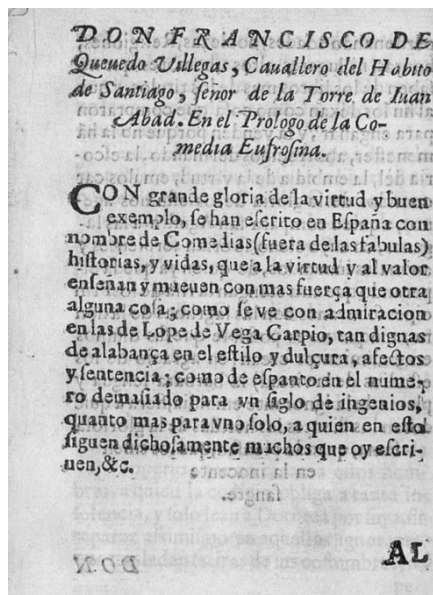 DON FRANCISCO DE
Queuedo Villegas, Cauallero del Habito
de Santiago, señor de la Torre de Iuan
Abad. En el Prologo de la Co-
media Eufrosina.
CON grande gloria de la virtud y buen
exemplo, se han escrito en España con
nombre de Comedias (fuera de las fabulas)
historias, y vidas, que a la virtud y al valor
enseñan y mueuen con mas fuerça que otra
alguna cosa; como se ve con admiracion
en las de Lope de Vega Carpio, tan dignas
de alabança en el estilo y dulçura, afectos
y sentencia; como de espanto en el nume-
ro demasiado para vn siglo de ingenios,
quanto mas para vno solo, a quien en esto
siguen dichosamente muchos que oy escri-
uen, &c.
AL